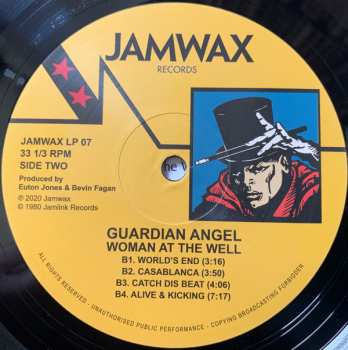 JAMWAX
RECORDS
JAMWAX LP 07
33 1/3 RPM
SIDE TWO
Produced by
Euton Jones & Bevin Fagan
℗ 2020 Jamwax
© 1980 Jamlink Records
GUARDIAN ANGEL
WOMAN AT THE WELL
B1. WORLD'S END (3:16)
B2. CASABLANCA (3:50)
B3. CATCH DIS BEAT (4:06)
B4. ALIVE & KICKING (7:17)
ALL RIGHTS RESERVED - UNAUTHORISED PUBLIC PERFORMANCE - COPYING BROADCASTING FORBIDDEN